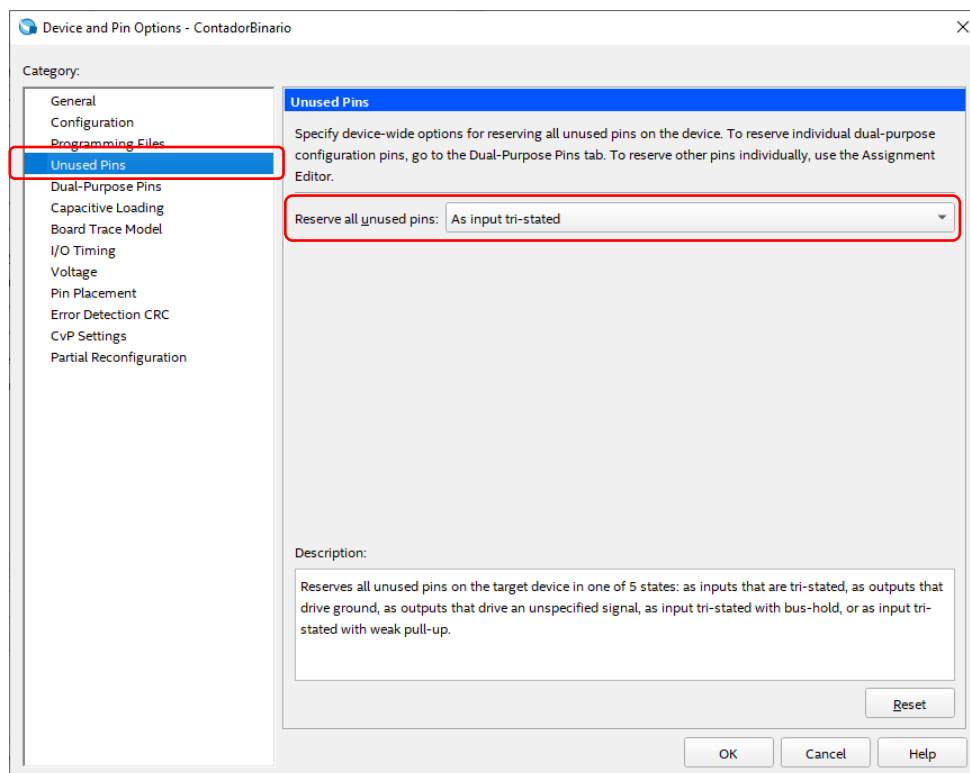 Device and Pin Options - ContadorBinario
Category:
General
Configuration
Programming Files
Unused Pins
Dual-Purpose Pins
Capacitive Loading
Board Trace Model
I/O Timing
Voltage
Pin Placement
Error Detection CRC
CvP Settings
Partial Reconfiguration
Unused Pins
Specify device-wide options for reserving all unused pins on the device. To reserve individual dual-purpose
configuration pins, go to the Dual-Purpose Pins tab. To reserve other pins individually, use the Assignment
Editor.
Reserve all unused pins: As input tri-stated
Description:
Reserves all unused pins on the target device in one of 5 states: as inputs that are tri-stated, as outputs that
drive ground, as outputs that drive an unspecified signal, as input tri-stated with bus-hold, or as input tri-
stated with weak pull-up.
Reset
OK Cancel Help